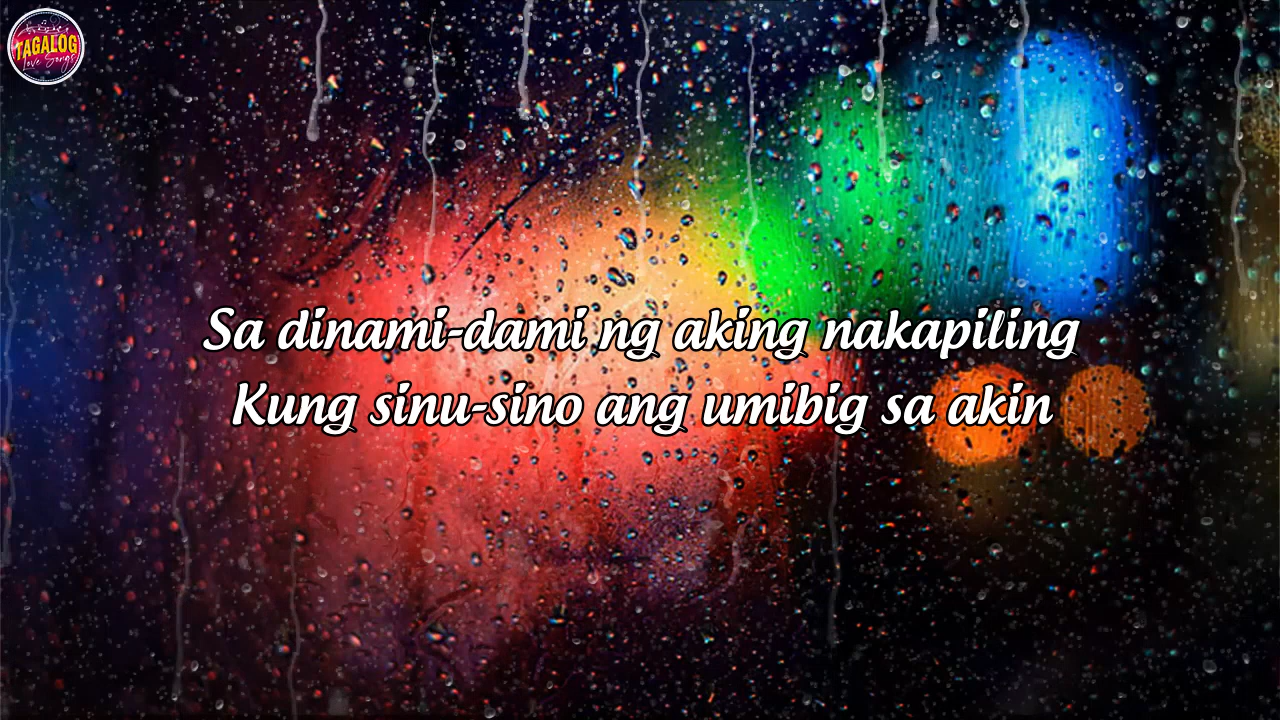 TAGALOG
Love Songs
Sa dinami-dami ng aking nakapiling
Kung sinu-sino ang umibig sa akin